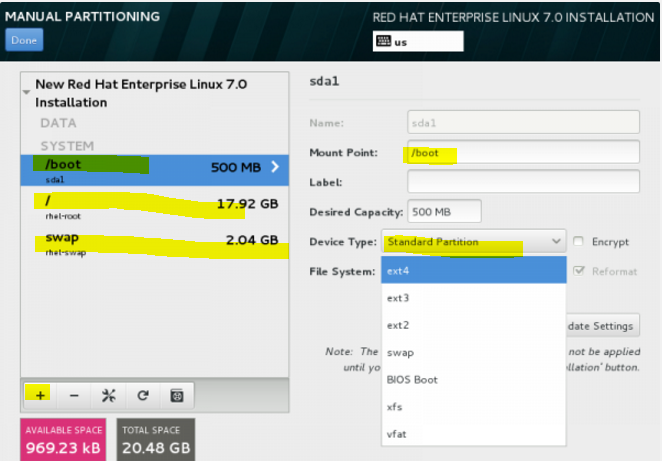 MANUAL PARTITIONING
RED HAT ENTERPRISE LINUX 7.0 INSTALLATION
Done
us
New Red Hat Enterprise Linux 7.0
Installation
DATA
SYSTEM
/boot
500 MB
sda1
/
17.92 GB
rhel-root
swap
2.04 GB
rhel-swap
+ −
AVAILABLE SPACE
969.23 kB
TOTAL SPACE
20.48 GB
sda1
Name: sda1
Mount Point: /boot
Label:
Desired Capacity: 500 MB
Device Type: Standard Partition
Encrypt
File System: ext4
Reformat
ext3
ext2
swap
BIOS Boot
xfs
vfat
date Settings
Note: The
not be applied
until yo
llation' button.